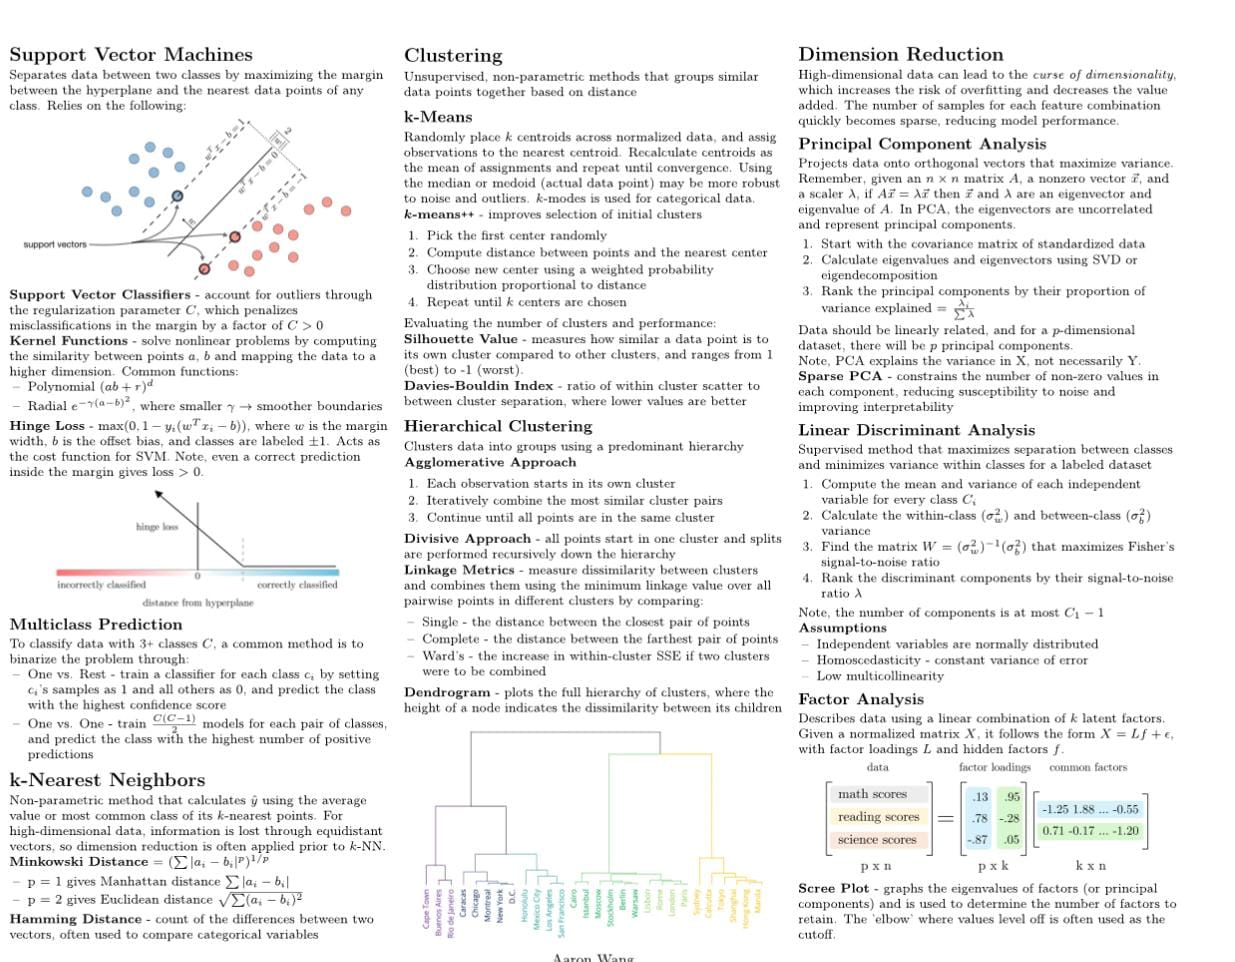 Support Vector Machines
Separates data between two classes by maximizing the margin
between the hyperplane and the nearest data points of any
class. Relies on the following:
wᵀx − b = 1
2
||w||
wᵀx − b = 0
wᵀx − b = −1
support vectors
Support Vector Classifiers - account for outliers through
the regularization parameter C, which penalizes
misclassifications in the margin by a factor of C > 0
Kernel Functions - solve nonlinear problems by computing
the similarity between points a, b and mapping the data to a
higher dimension. Common functions:
– Polynomial (ab + r)^d
– Radial e^{−γ(a−b)²}, where smaller γ → smoother boundaries
Hinge Loss - max(0, 1 − yᵢ(wᵀxᵢ − b)), where w is the margin
width, b is the offset bias, and classes are labeled ±1. Acts as
the cost function for SVM. Note, even a correct prediction
inside the margin gives loss > 0.
hinge loss
0
incorrectly classified correctly classified
distance from hyperplane
Multiclass Prediction
To classify data with 3+ classes C, a common method is to
binarize the problem through:
– One vs. Rest - train a classifier for each class cᵢ by setting
cᵢ's samples as 1 and all others as 0, and predict the class
with the highest confidence score
– One vs. One - train C(C−1)/2 models for each pair of classes,
and predict the class with the highest number of positive
predictions
k-Nearest Neighbors
Non-parametric method that calculates ŷ using the average
value or most common class of its k-nearest points. For
high-dimensional data, information is lost through equidistant
vectors, so dimension reduction is often applied prior to k-NN.
Minkowski Distance = (∑ |aᵢ − bᵢ|^p)^{1/p}
– p = 1 gives Manhattan distance ∑ |aᵢ − bᵢ|
– p = 2 gives Euclidean distance √∑(aᵢ − bᵢ)²
Hamming Distance - count of the differences between two
vectors, often used to compare categorical variables
Clustering
Unsupervised, non-parametric methods that groups similar
data points together based on distance
k-Means
Randomly place k centroids across normalized data, and assig
observations to the nearest centroid. Recalculate centroids as
the mean of assignments and repeat until convergence. Using
the median or medoid (actual data point) may be more robust
to noise and outliers. k-modes is used for categorical data.
k-means++ - improves selection of initial clusters
1. Pick the first center randomly
2. Compute distance between points and the nearest center
3. Choose new center using a weighted probability
distribution proportional to distance
4. Repeat until k centers are chosen
Evaluating the number of clusters and performance:
Silhouette Value - measures how similar a data point is to
its own cluster compared to other clusters, and ranges from 1
(best) to -1 (worst).
Davies-Bouldin Index - ratio of within cluster scatter to
between cluster separation, where lower values are better
Hierarchical Clustering
Clusters data into groups using a predominant hierarchy
Agglomerative Approach
1. Each observation starts in its own cluster
2. Iteratively combine the most similar cluster pairs
3. Continue until all points are in the same cluster
Divisive Approach - all points start in one cluster and splits
are performed recursively down the hierarchy
Linkage Metrics - measure dissimilarity between clusters
and combines them using the minimum linkage value over all
pairwise points in different clusters by comparing:
– Single - the distance between the closest pair of points
– Complete - the distance between the farthest pair of points
– Ward's - the increase in within-cluster SSE if two clusters
were to be combined
Dendrogram - plots the full hierarchy of clusters, where the
height of a node indicates the dissimilarity between its children
Cape Town
Buenos Aires
Rio de Janeiro
Caracas
Chicago
Montreal
New York
D.C.
Honolulu
Mexico City
Los Angeles
San Francisco
Cairo
Istanbul
Moscow
Stockholm
Berlin
Warsaw
Lisbon
Rome
London
Paris
Sydney
Calcutta
Tokyo
Shanghai
Hong Kong
Manila
Aaron Wang
Dimension Reduction
High-dimensional data can lead to the curse of dimensionality,
which increases the risk of overfitting and decreases the value
added. The number of samples for each feature combination
quickly becomes sparse, reducing model performance.
Principal Component Analysis
Projects data onto orthogonal vectors that maximize variance.
Remember, given an n × n matrix A, a nonzero vector x⃗, and
a scaler λ, if Ax⃗ = λx⃗ then x⃗ and λ are an eigenvector and
eigenvalue of A. In PCA, the eigenvectors are uncorrelated
and represent principal components.
1. Start with the covariance matrix of standardized data
2. Calculate eigenvalues and eigenvectors using SVD or
eigendecomposition
3. Rank the principal components by their proportion of
variance explained = λᵢ/∑λ
Data should be linearly related, and for a p-dimensional
dataset, there will be p principal components.
Note, PCA explains the variance in X, not necessarily Y.
Sparse PCA - constrains the number of non-zero values in
each component, reducing susceptibility to noise and
improving interpretability
Linear Discriminant Analysis
Supervised method that maximizes separation between classes
and minimizes variance within classes for a labeled dataset
1. Compute the mean and variance of each independent
variable for every class Cᵢ
2. Calculate the within-class (σ²_w) and between-class (σ²_b)
variance
3. Find the matrix W = (σ²_w)⁻¹(σ²_b) that maximizes Fisher's
signal-to-noise ratio
4. Rank the discriminant components by their signal-to-noise
ratio λ
Note, the number of components is at most C₁ − 1
Assumptions
– Independent variables are normally distributed
– Homoscedasticity - constant variance of error
– Low multicollinearity
Factor Analysis
Describes data using a linear combination of k latent factors.
Given a normalized matrix X, it follows the form X = Lf + ϵ,
with factor loadings L and hidden factors f.
data factor loadings common factors
math scores .13 .95
reading scores = .78 -.28
science scores -.87 .05
-1.25 1.88 ... -0.55
0.71 -0.17 ... -1.20
p x n p x k k x n
Scree Plot - graphs the eigenvalues of factors (or principal
components) and is used to determine the number of factors to
retain. The 'elbow' where values level off is often used as the
cutoff.